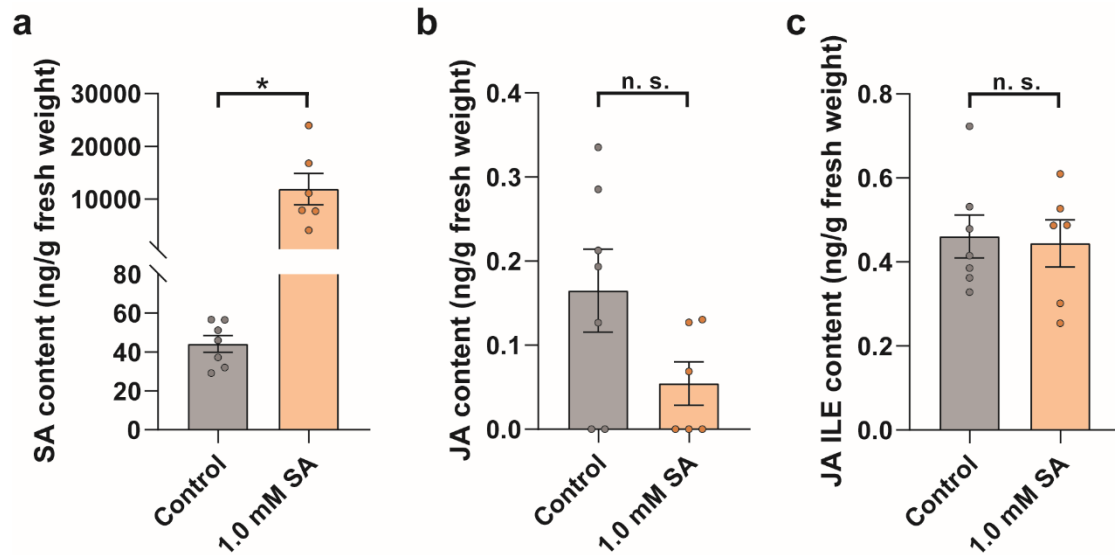 a
SA content (ng/g fresh weight)
30000
20000
10000
80
60
40
20
0
*
Control
1.0 mM SA
b
JA content (ng/g fresh weight)
0.4
0.3
0.2
0.1
0.0
n. s.
Control
1.0 mM SA
c
JA ILE content (ng/g fresh weight)
0.8
0.6
0.4
0.2
0.0
n. s.
Control
1.0 mM SA